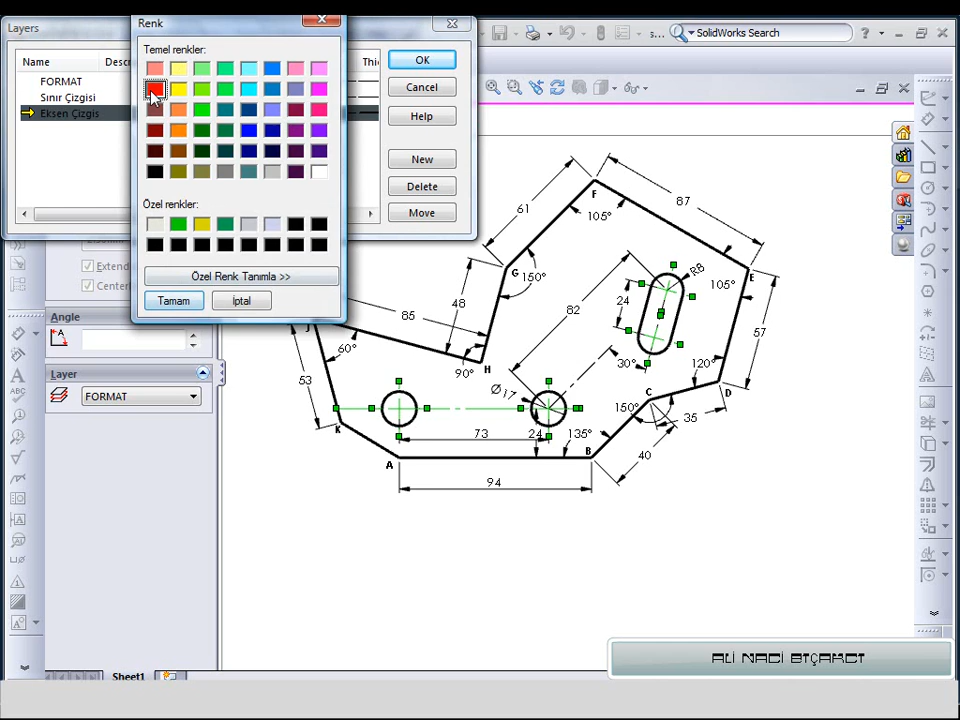 Layers
Renk
SolidWorks Search
s...
Name
Descr
Thic
FORMAT
Sınır Çizgisi
Eksen Çizgis
OK
Cancel
Help
New
Delete
Move
Temel renkler:
Özel renkler:
Özel Renk Tanımla >>
Tamam
İptal
Extend
Center
Angle
Layer
FORMAT
61
F
105°
87
G
150°
48
82
24
R8
E
105°
57
85
J
60°
90°
H
53
30°
120°
Ø17
C
D
150°
35
K
73
24
135°
A
B
40
94
Sheet1
ALİ NACİ BIÇAKCI